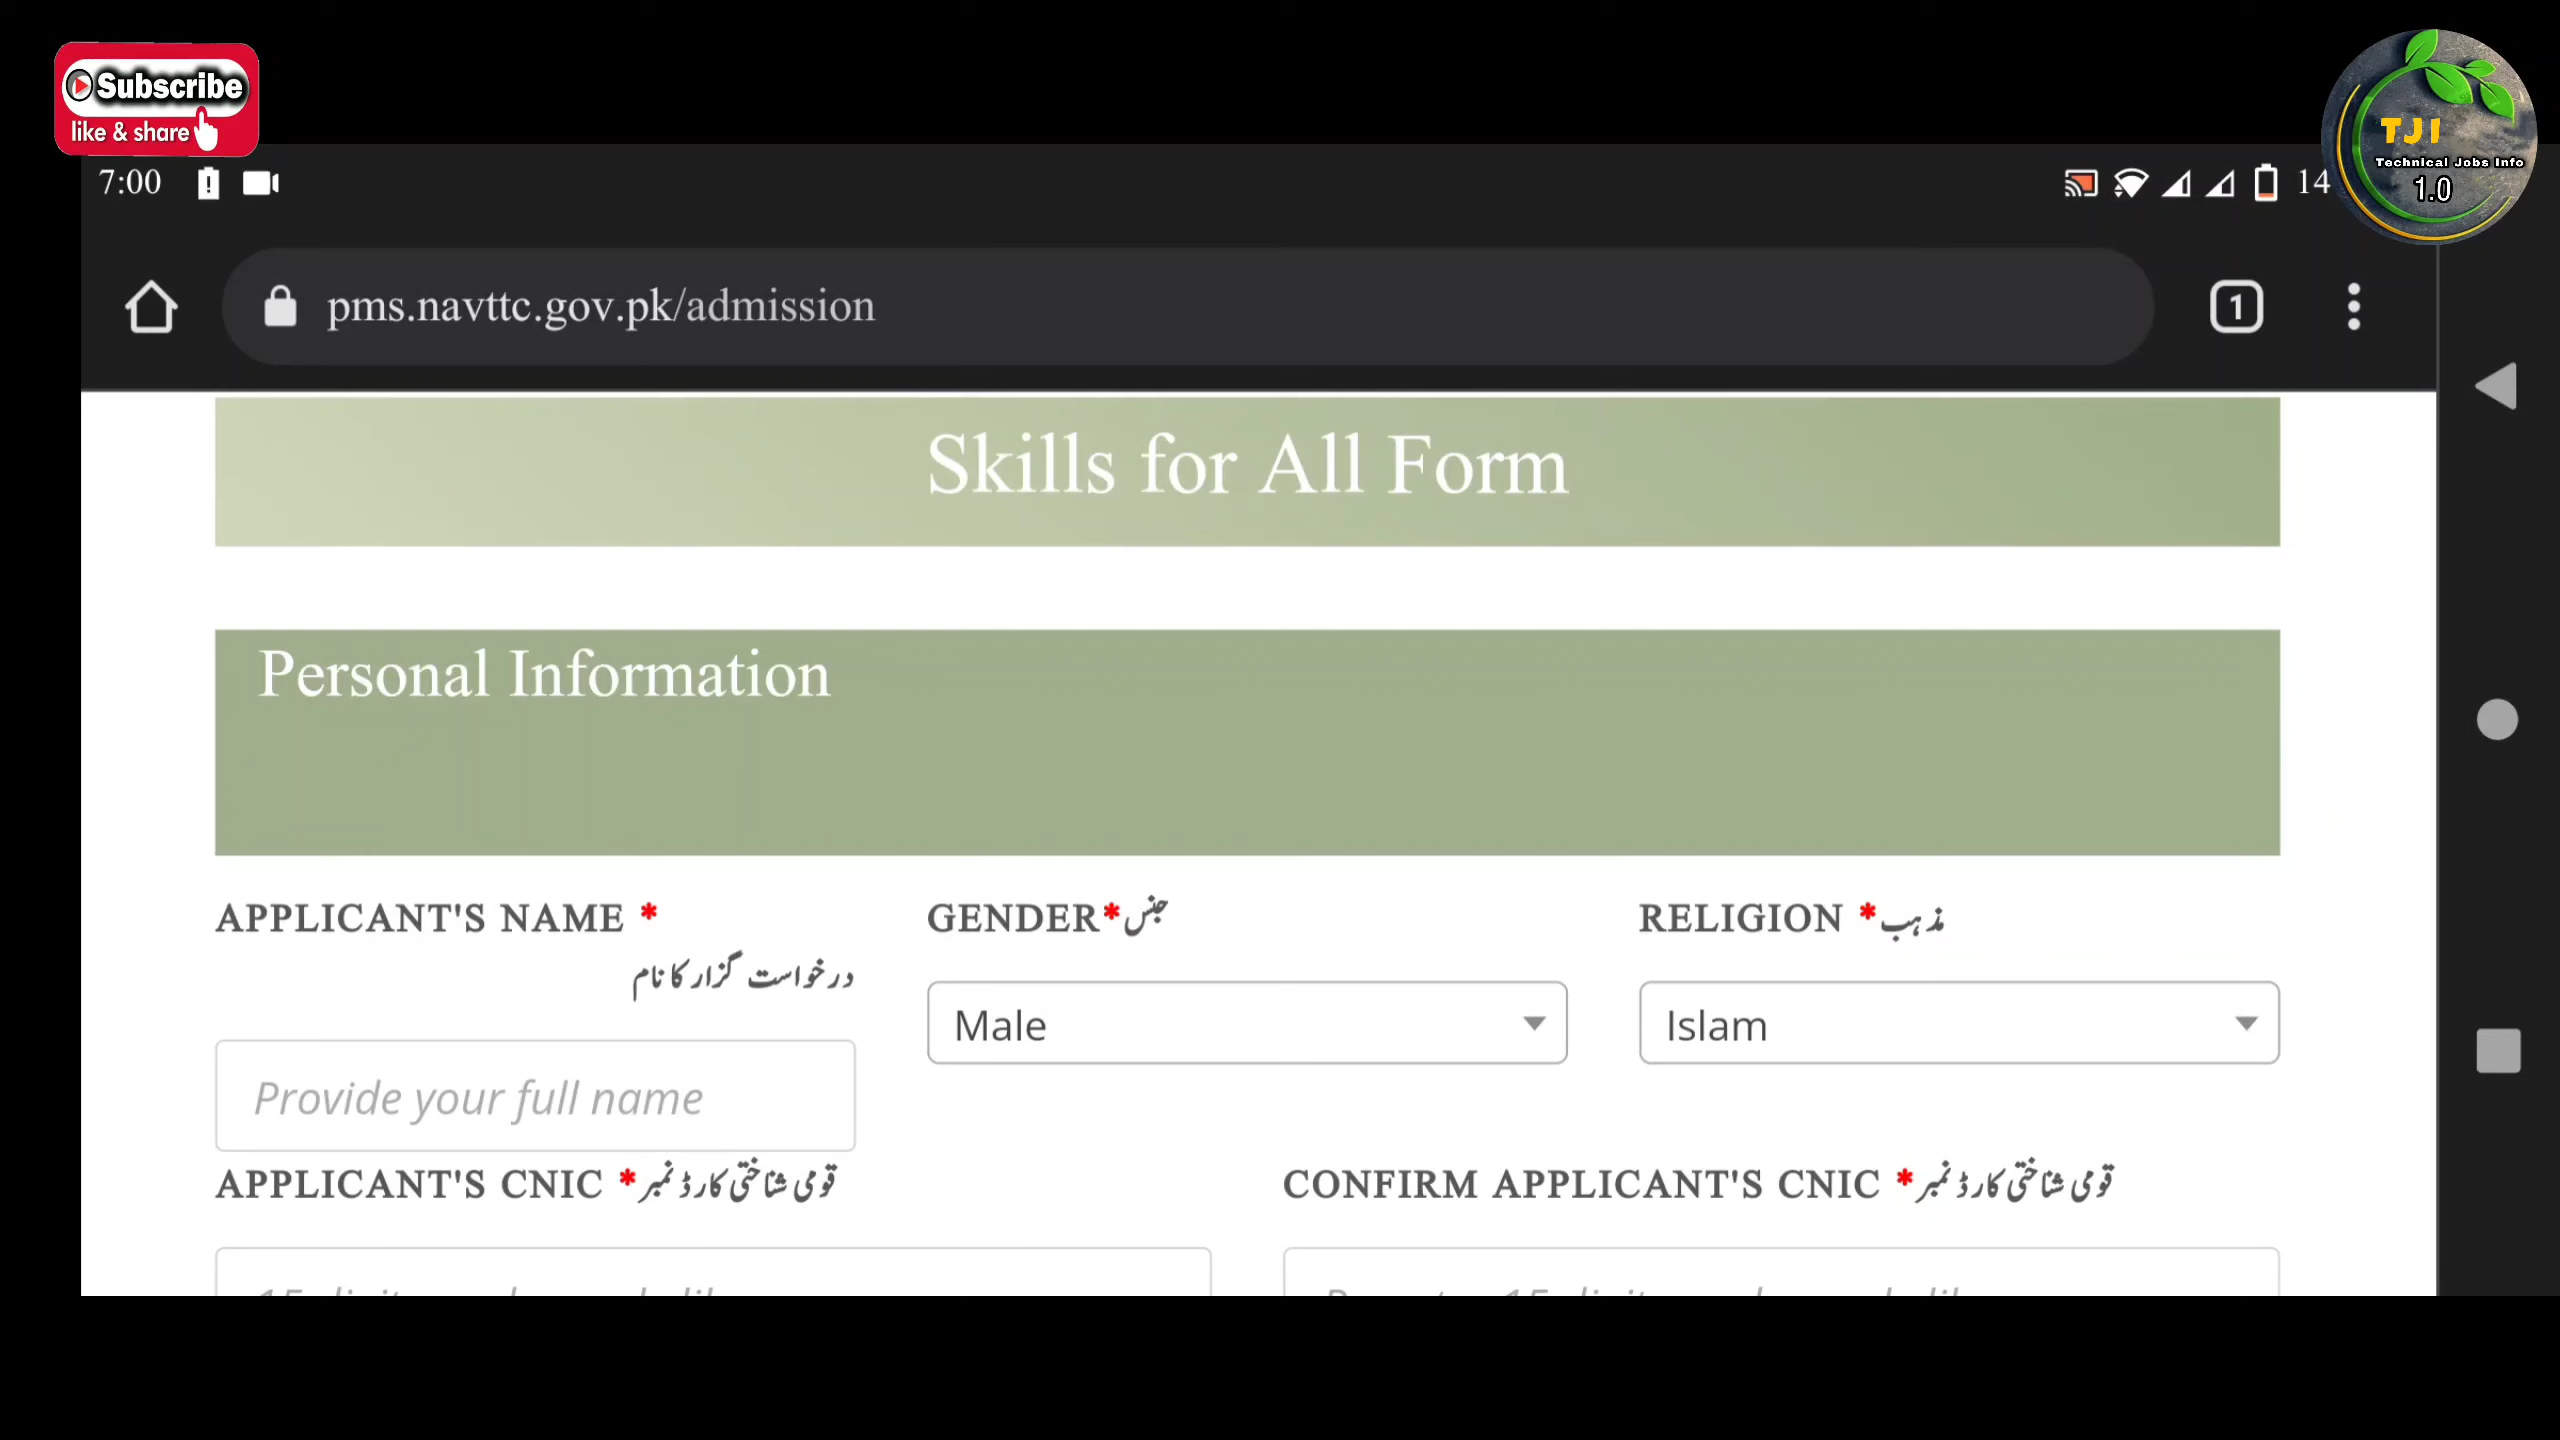 Subscribe
like & share
TJI
Technical Jobs Info
1.0
7:00
14
pms.navttc.gov.pk/admission
1
Skills for All Form
Personal Information
APPLICANT'S NAME *
درخواست گزار کا نام
GENDER*جنس
RELIGION *مذہب
Male
Islam
Provide your full name
APPLICANT'S CNIC *قومی شناختی کارڈ نمبر
CONFIRM APPLICANT'S CNIC *قومی شناختی کارڈ نمبر